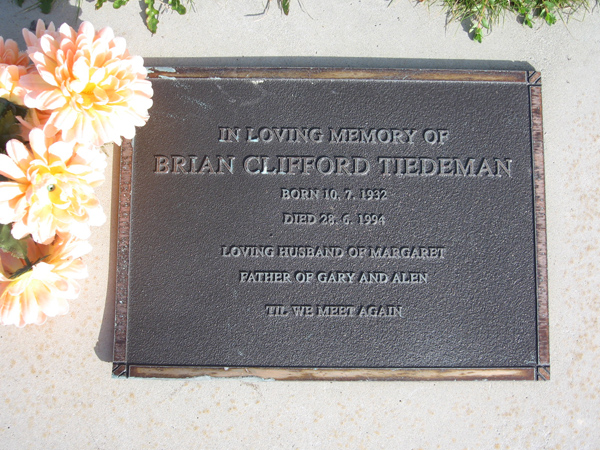 IN LOVING MEMORY OF
BRIAN CLIFFORD TIEDEMAN
BORN 10. 7. 1932
DIED 28. 6. 1994
LOVING HUSBAND OF MARGARET
FATHER OF GARY AND ALEN
TIL WE MEET AGAIN